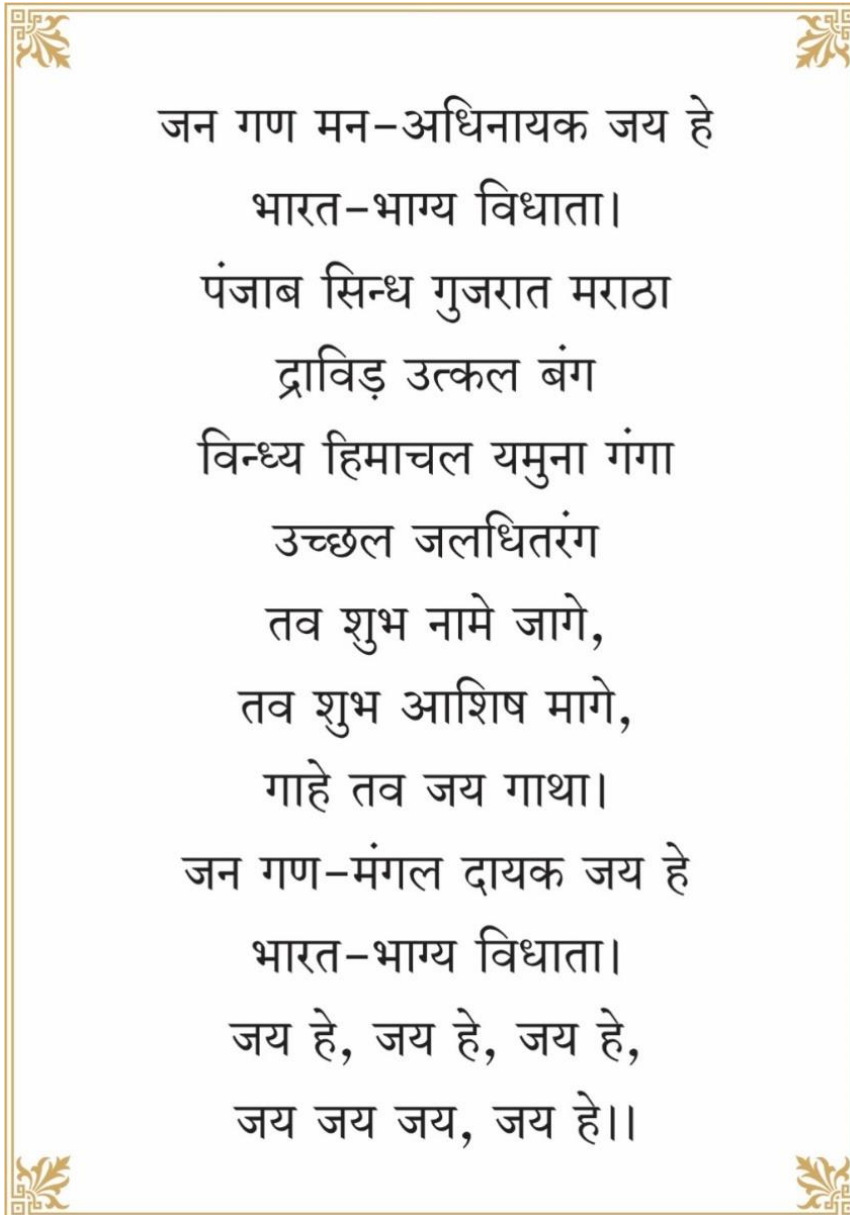 जन गण मन-अधिनायक जय हे
भारत-भाग्य विधाता।
पंजाब सिन्ध गुजरात मराठा
द्राविड़ उत्कल बंग
विन्ध्य हिमाचल यमुना गंगा
उच्छल जलधितरंग
तव शुभ नामे जागे,
तव शुभ आशिष मागे,
गाहे तव जय गाथा।
जन गण-मंगल दायक जय हे
भारत-भाग्य विधाता।
जय हे, जय हे, जय हे,
जय जय जय, जय हे।।